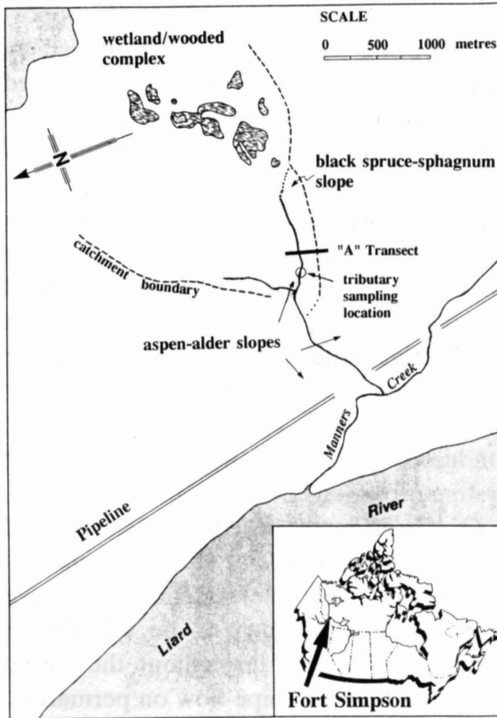 SCALE
0 500 1000 metres
wetland/wooded
complex
N
black spruce-sphagnum
slope
"A" Transect
catchment boundary
tributary
sampling
location
aspen-alder slopes
Manners Creek
Pipeline
River
Liard
Fort Simpson